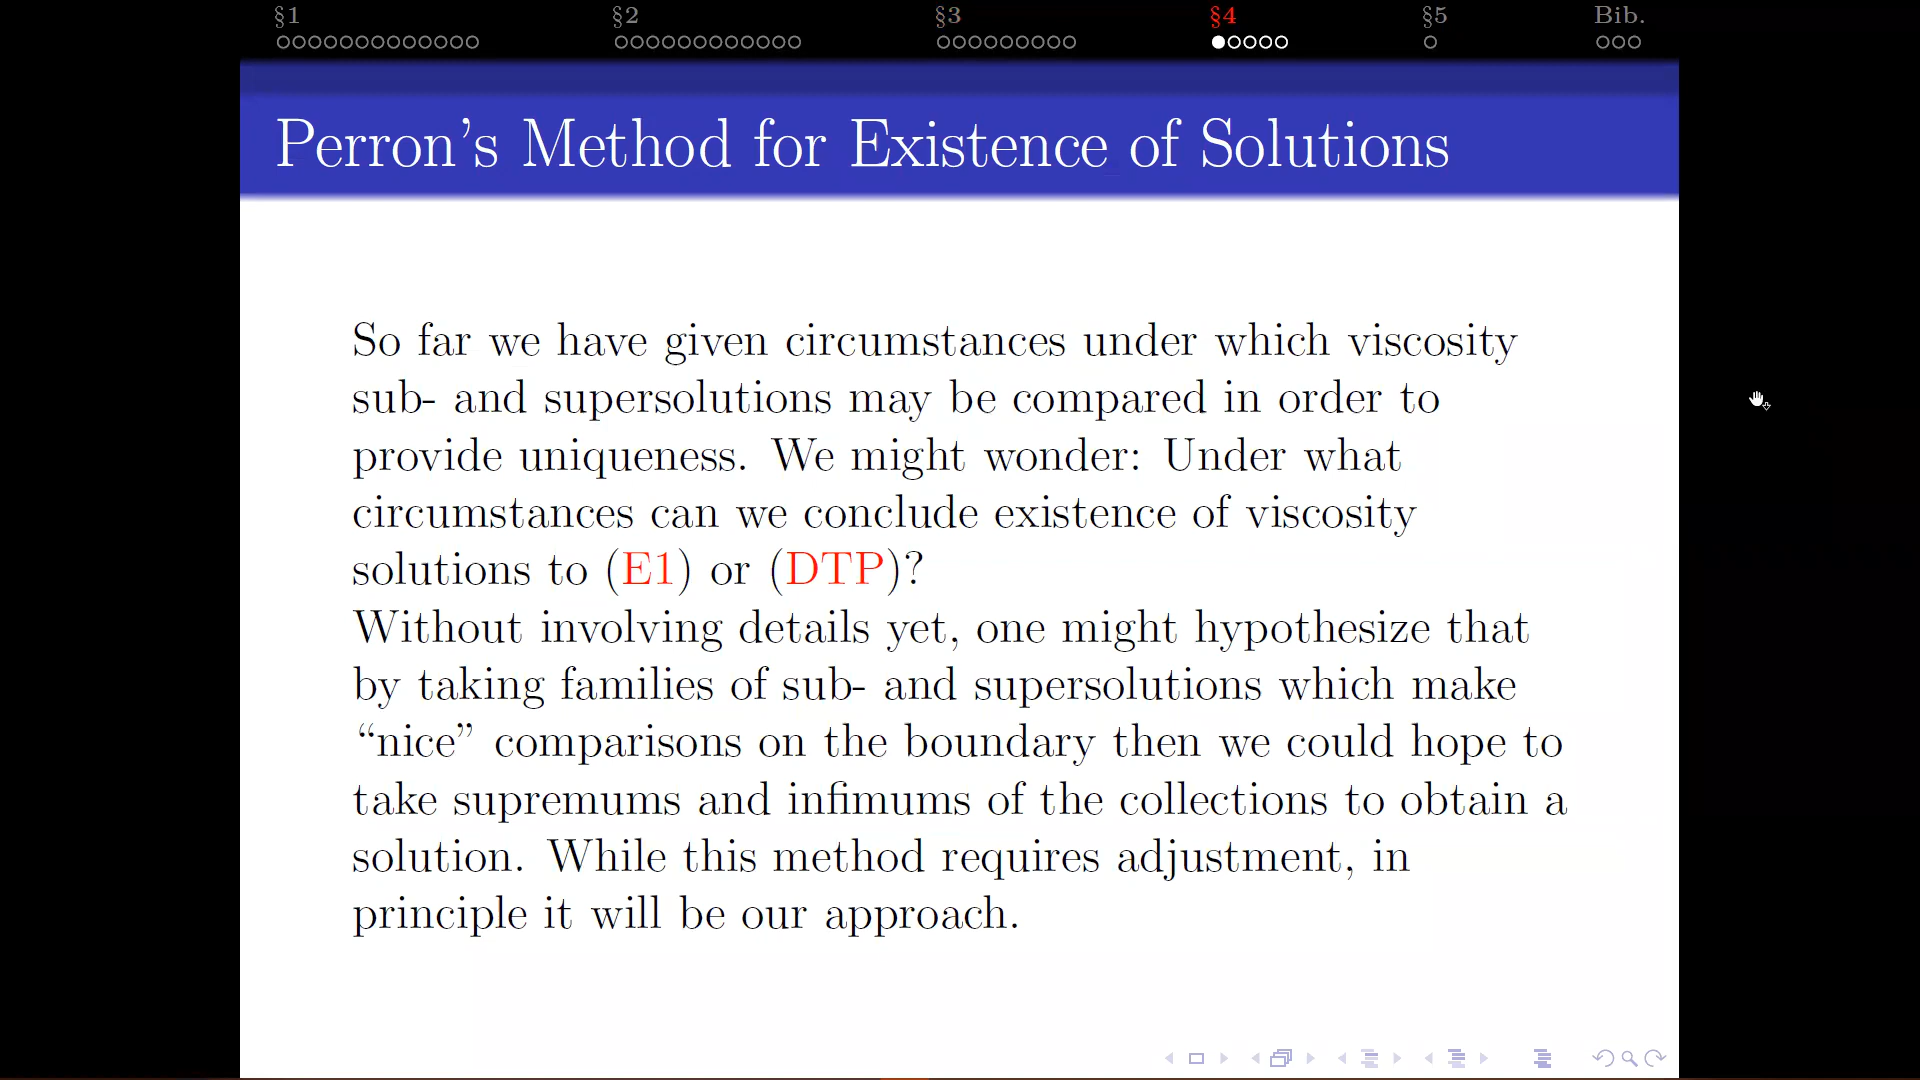 §1 §2 §3 §4 §5 Bib.
Perron's Method for Existence of Solutions
So far we have given circumstances under which viscosity
sub- and supersolutions may be compared in order to
provide uniqueness. We might wonder: Under what
circumstances can we conclude existence of viscosity
solutions to (E1) or (DTP)?
Without involving details yet, one might hypothesize that
by taking families of sub- and supersolutions which make
“nice” comparisons on the boundary then we could hope to
take supremums and infimums of the collections to obtain a
solution. While this method requires adjustment, in
principle it will be our approach.